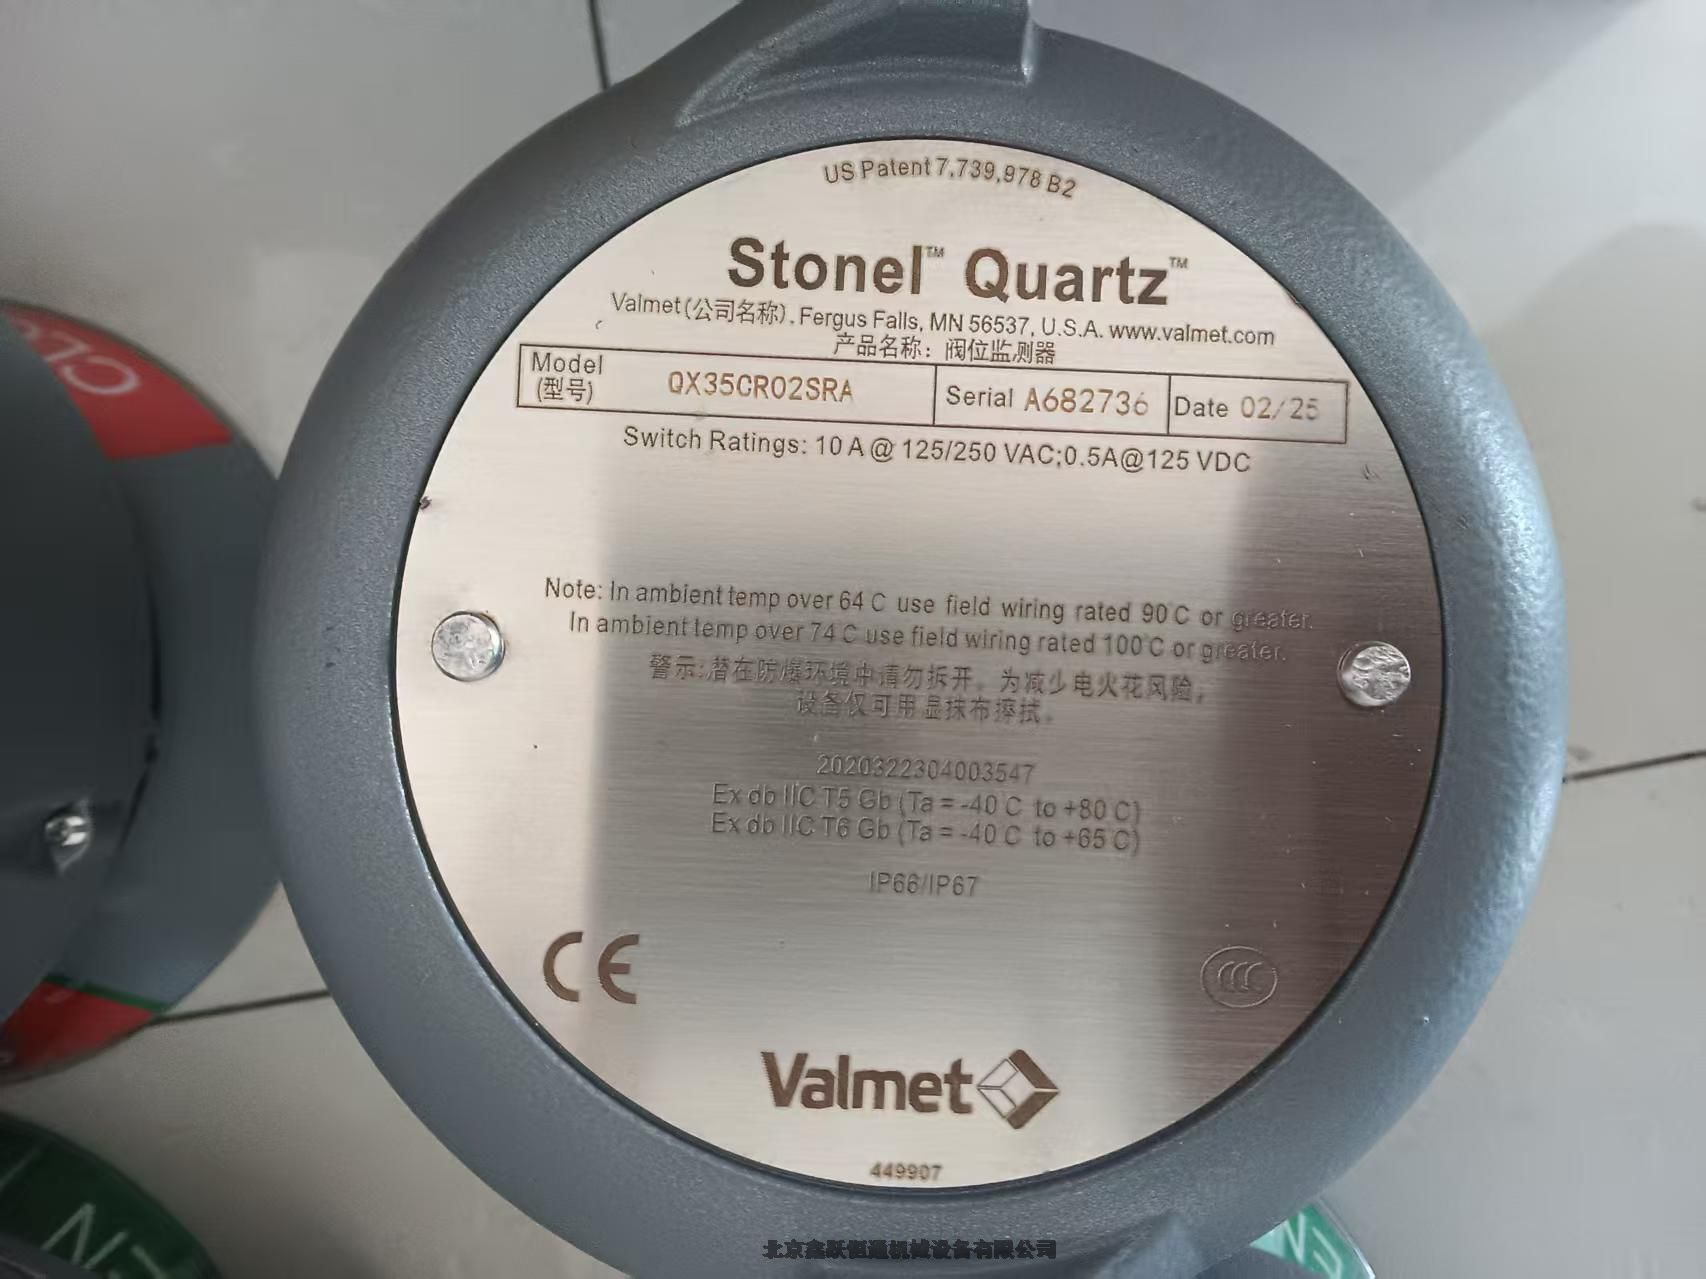 US Patent 7,739,978 B2
Stonel™ Quartz™
Valmet(公司名称), Fergus Falls, MN 56537, U.S.A. www.valmet.com
产品名称：阀位监测器
Model
(型号)
QX35CR02SRA
Serial A682736
Date 02/25
Switch Ratings: 10 A @ 125/250 VAC;0.5A@125 VDC
Note: In ambient temp over 64 C use field wiring rated 90 C or greater.
In ambient temp over 74 C use field wiring rated 100 C or greater.
警示:潜在防爆环境中请勿拆开。为减少电火花风险，
设备仅可用湿抹布擦拭。
2020322304003547
Ex db IIC T5 Gb (Ta = -40 C to +80 C)
Ex db IIC T6 Gb (Ta = -40 C to +65 C)
IP66/IP67
CE
CCC
Valmet
449907
北京鑫跃恒通机械设备有限公司